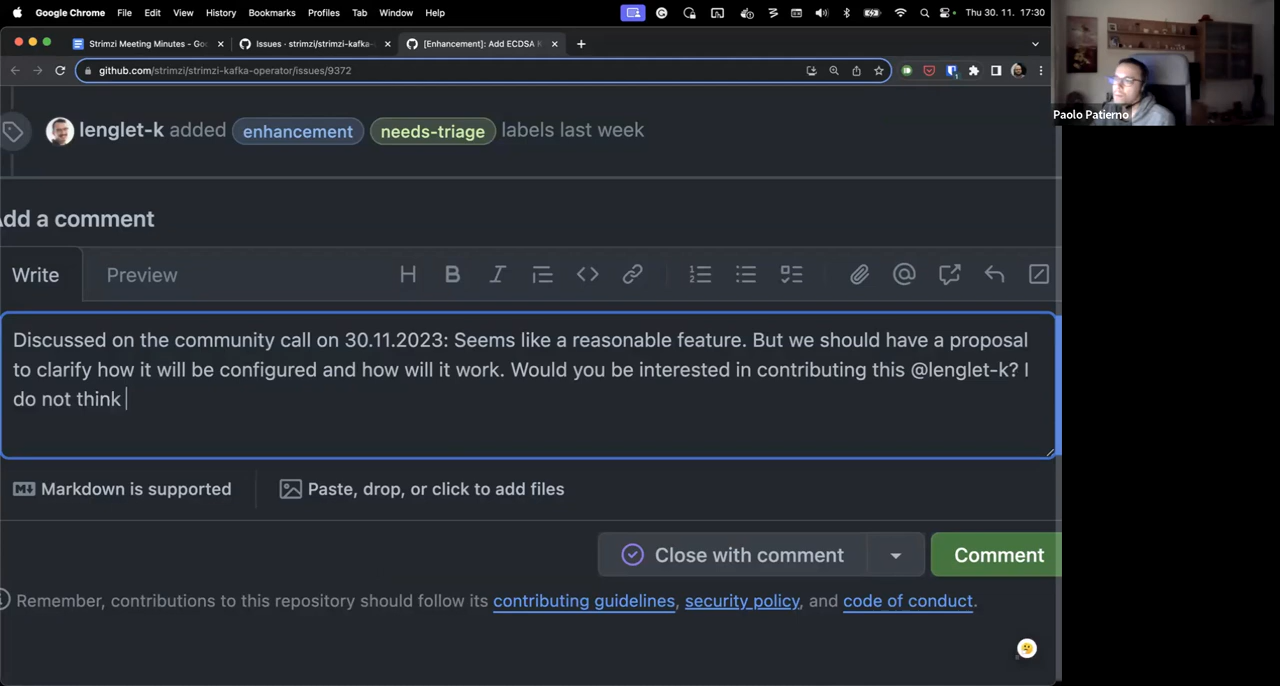 Google Chrome File Edit View History Bookmarks Profiles Tab Window Help Thu 30. 11. 17:30
Strimzi Meeting Minutes - Goo
Issues · strimzi/strimzi-kafka-
[Enhancement]: Add ECDSA
github.com/strimzi/strimzi-kafka-operator/issues/9372
Paolo Patierno
lenglet-k added enhancement needs-triage labels last week
Add a comment
Write Preview
Discussed on the community call on 30.11.2023: Seems like a reasonable feature. But we should have a proposal
to clarify how it will be configured and how will it work. Would you be interested in contributing this @lenglet-k? I
do not think
Markdown is supported Paste, drop, or click to add files
Close with comment Comment
Remember, contributions to this repository should follow its contributing guidelines, security policy, and code of conduct.